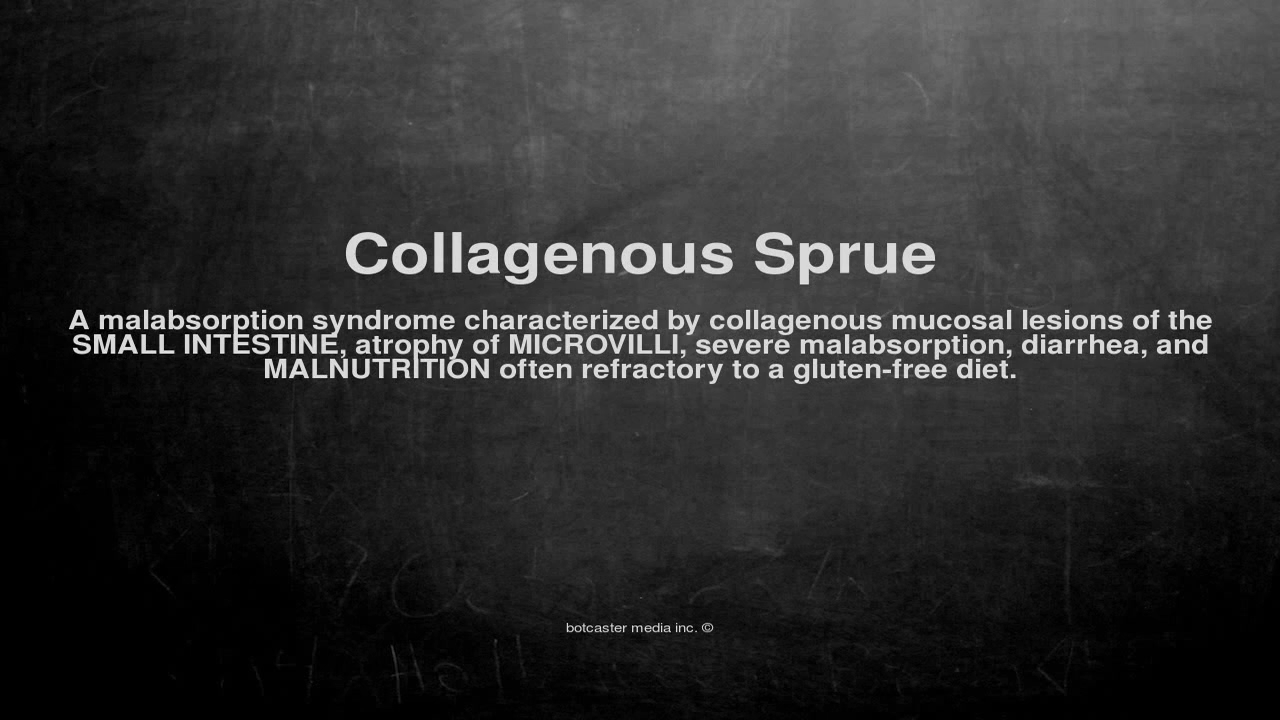 Collagenous Sprue
A malabsorption syndrome characterized by collagenous mucosal lesions of the
SMALL INTESTINE, atrophy of MICROVILLI, severe malabsorption, diarrhea, and
MALNUTRITION often refractory to a gluten-free diet.
botcaster media inc. ©